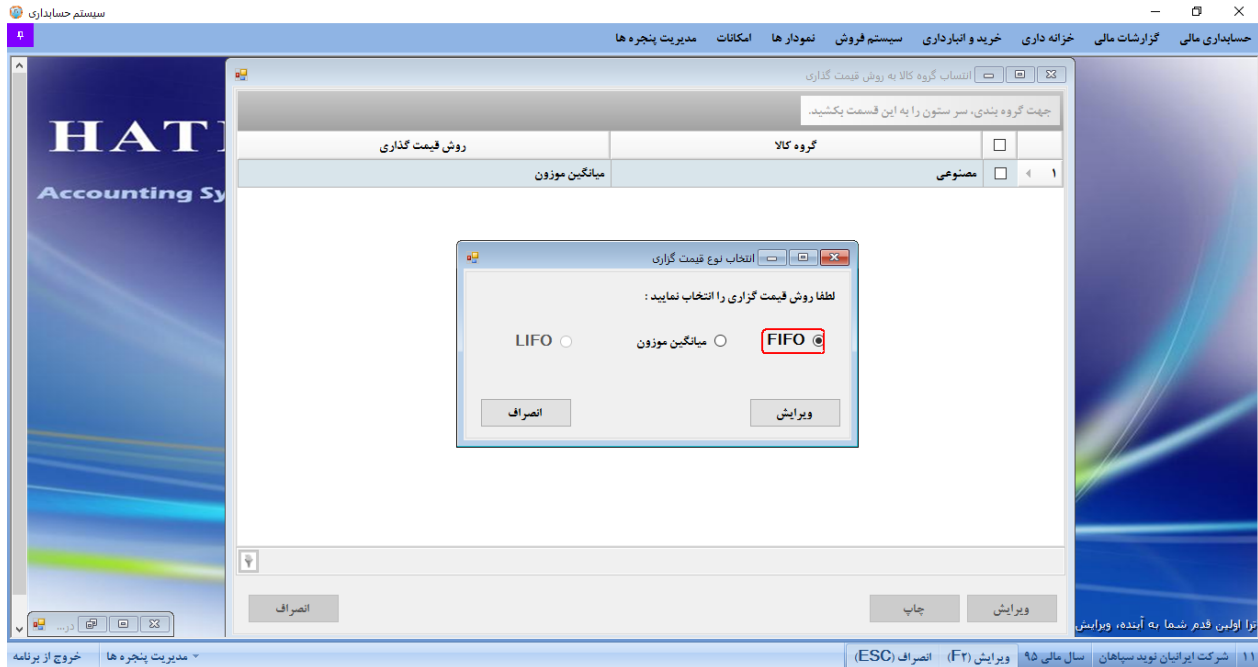 سیستم حسابداری
حسابداری مالی گزارشات مالی خزانه داری خرید و انبارداری سیستم فروش نمودار ها امکانات مدیریت پنجره ها
HAT
Accounting Sy
انتساب گروه کالا به روش قیمت گذاری
جهت گروه بندی، سر ستون را به این قسمت بکشید.
گروه کالا روش قیمت گذاری
۱ مصنوعی میانگین موزون
انتخاب نوع قیمت گزاری
لطفا روش قیمت گزاری را انتخاب نمایید :
FIFO میانگین موزون LIFO
ویرایش انصراف
ویرایش چاپ انصراف
در...
ترا اولین قدم شما به آینده، ویرایش
۱۱ شرکت ایرانیان نوید سپاهان سال مالی ۹۵ ویرایش (F۲) انصراف (ESC) مدیریت پنجره ها خروج از برنامه